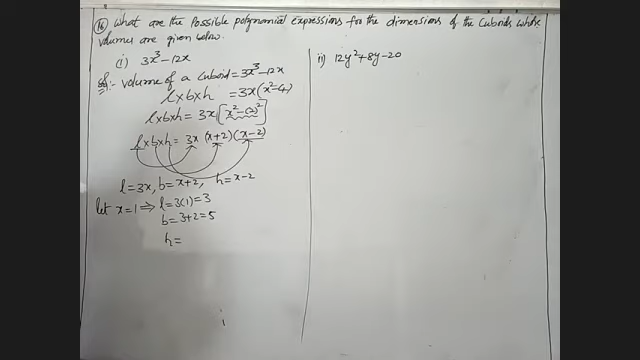 16) What are the possible polynomial expressions for the dimensions of the cuboids whose
volumes are given below.
(i) 3x³-12x
Sol:- Volume of a cuboid = 3x³-12x
l×b×h = 3x(x²-4)
l×b×h = 3x[x²-(2)²]
l×b×h = 3x (x+2)(x-2)
l=3x, b=x+2, h=x-2
let x=1 ⇒ l=3(1)=3
b=3+2=5
h=
ii) 12y²+8y-20